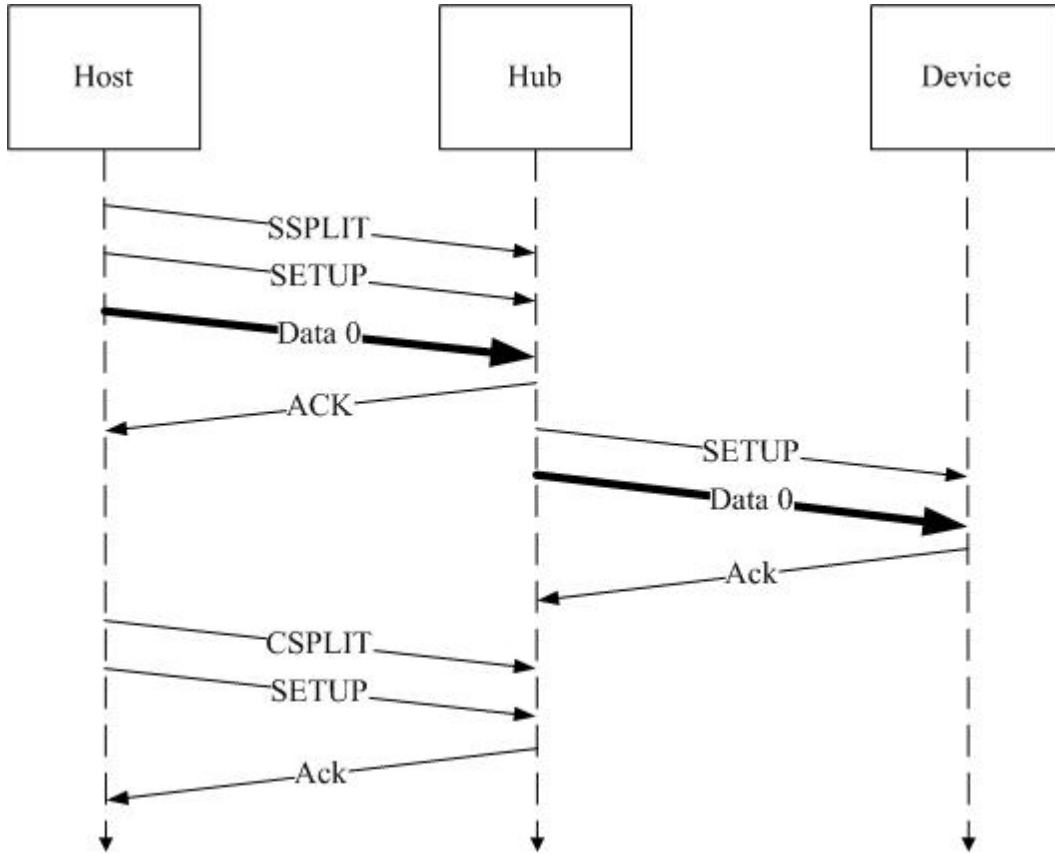 Host
Hub
Device
SSPLIT
SETUP
Data 0
ACK
SETUP
Data 0
Ack
CSPLIT
SETUP
Ack